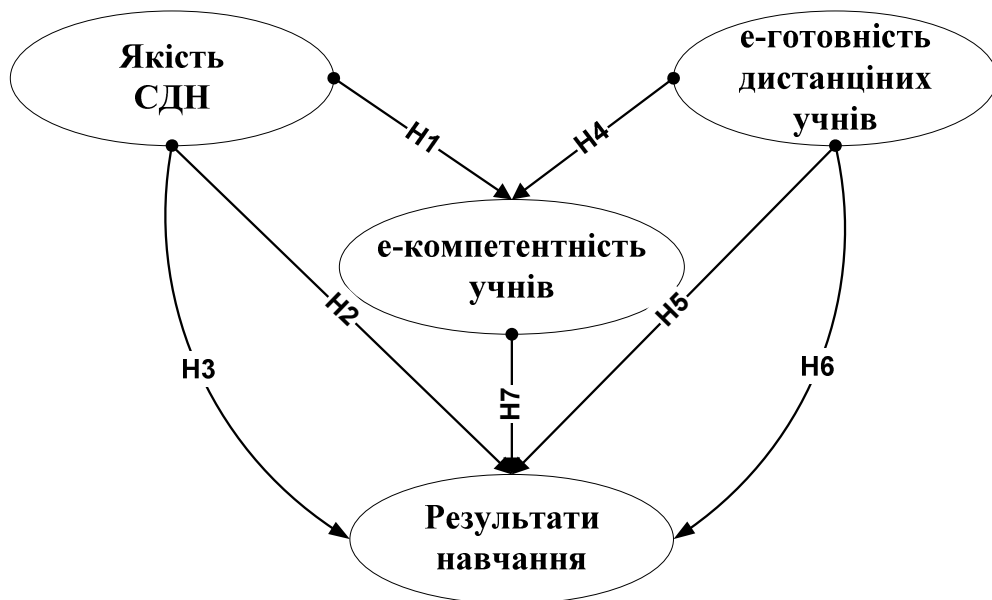 Якість
СДН
е-готовність
дистанціних
учнів
H1
H4
е-компетентність
учнів
H2
H5
H3
H6
H7
Результати
навчання